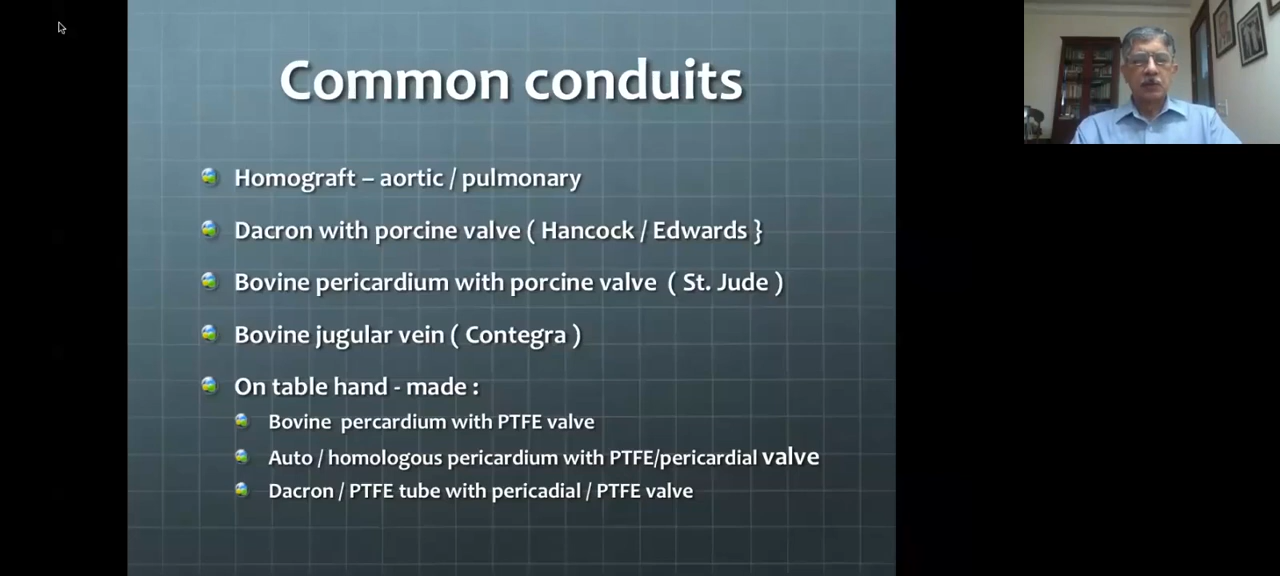 Common conduits
Homograft – aortic / pulmonary
Dacron with porcine valve ( Hancock / Edwards }
Bovine pericardium with porcine valve ( St. Jude )
Bovine jugular vein ( Contegra )
On table hand - made :
Bovine percardium with PTFE valve
Auto / homologous pericardium with PTFE/pericardial valve
Dacron / PTFE tube with pericadial / PTFE valve